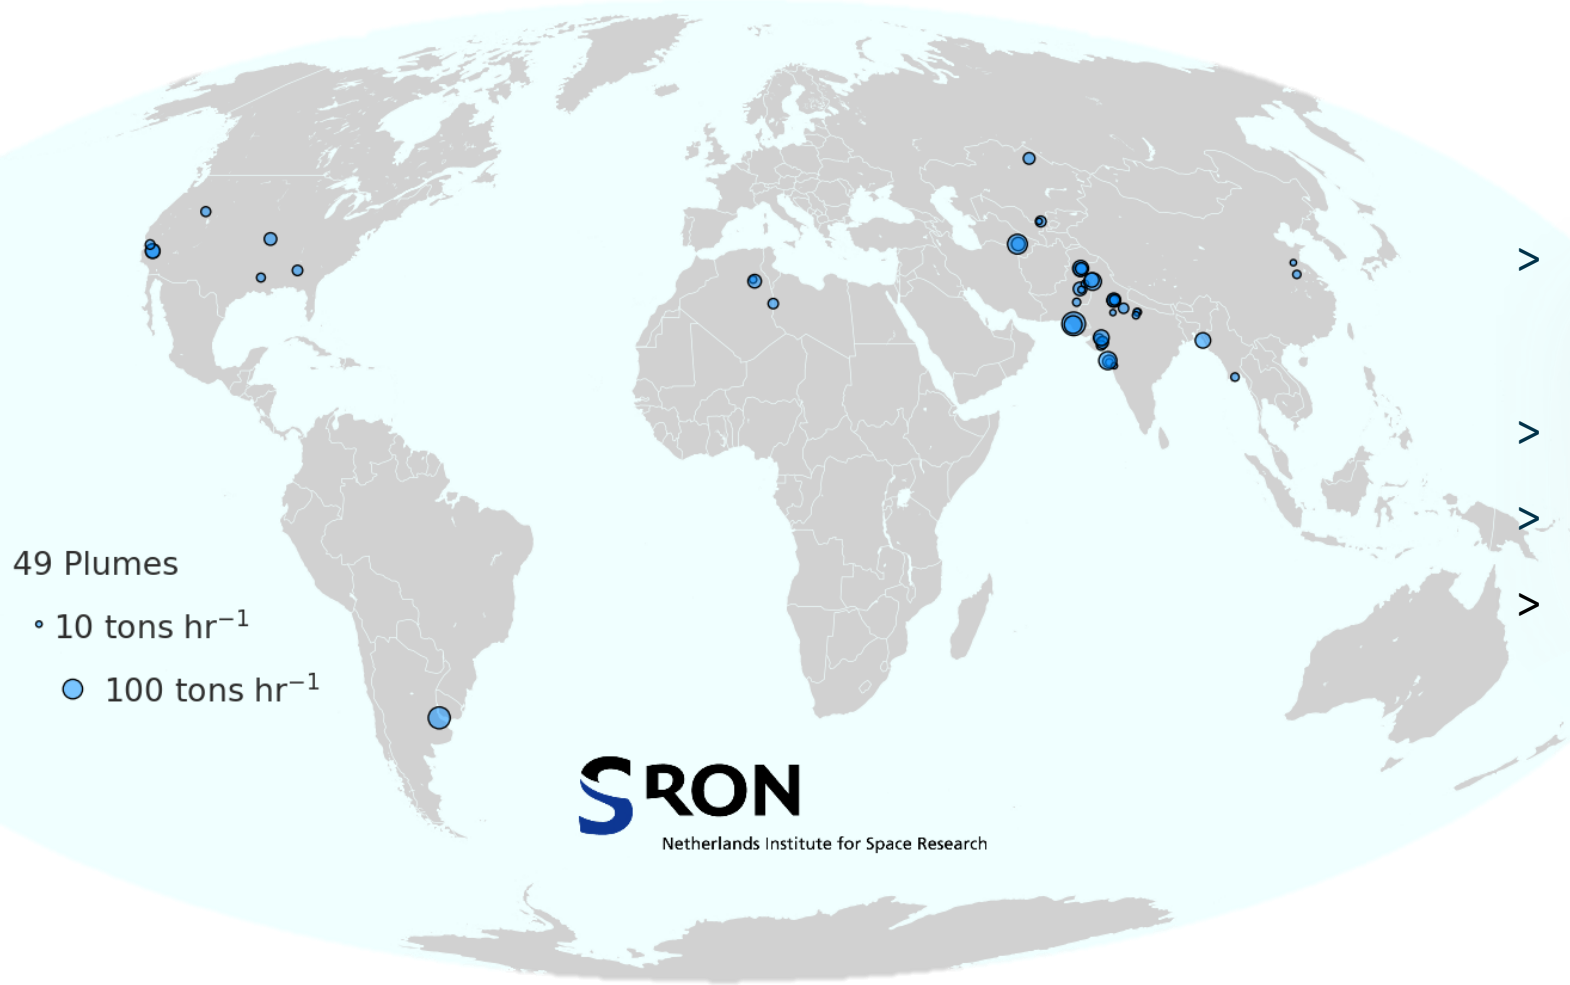 >
>
>
>
49 Plumes
10 tons hr⁻¹
100 tons hr⁻¹
SRON
Netherlands Institute for Space Research